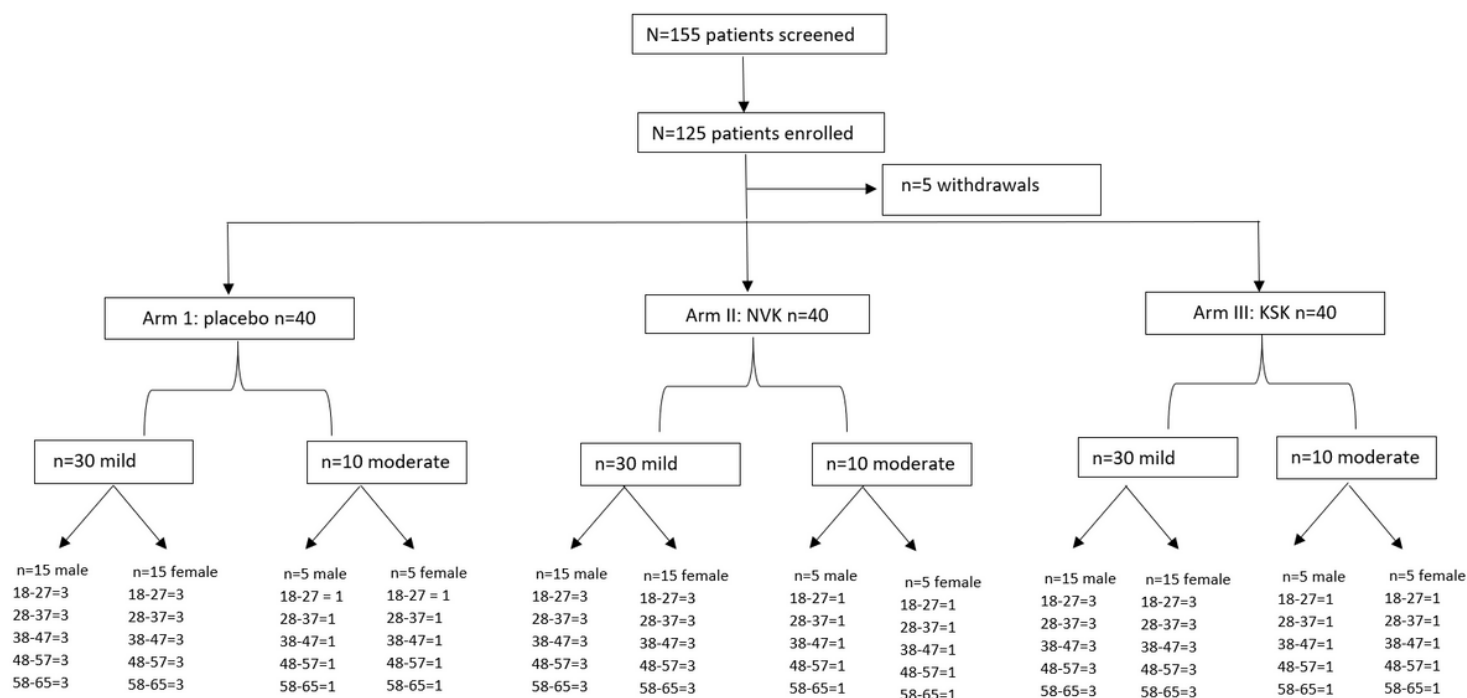 N=155 patients screened
N=125 patients enrolled
n=5 withdrawals
Arm 1: placebo n=40
Arm II: NVK n=40
Arm III: KSK n=40
n=30 mild
n=10 moderate
n=30 mild
n=10 moderate
n=30 mild
n=10 moderate
n=15 male
18-27=3
28-37=3
38-47=3
48-57=3
58-65=3
n=15 female
18-27=3
28-37=3
38-47=3
48-57=3
58-65=3
n=5 male
18-27 = 1
28-37=1
38-47=1
48-57=1
58-65=1
n=5 female
18-27 = 1
28-37=1
38-47=1
48-57=1
58-65=1
n=15 male
18-27=3
28-37=3
38-47=3
48-57=3
58-65=3
n=15 female
18-27=3
28-37=3
38-47=3
48-57=3
58-65=3
n=5 male
18-27=1
28-37=1
38-47=1
48-57=1
58-65=1
n=5 female
18-27=1
28-37=1
38-47=1
48-57=1
58-65=1
n=15 male
18-27=3
28-37=3
38-47=3
48-57=3
58-65=3
n=15 female
18-27=3
28-37=3
38-47=3
48-57=3
58-65=3
n=5 male
18-27=1
28-37=1
38-47=1
48-57=1
58-65=1
n=5 female
18-27=1
28-37=1
38-47=1
48-57=1
58-65=1